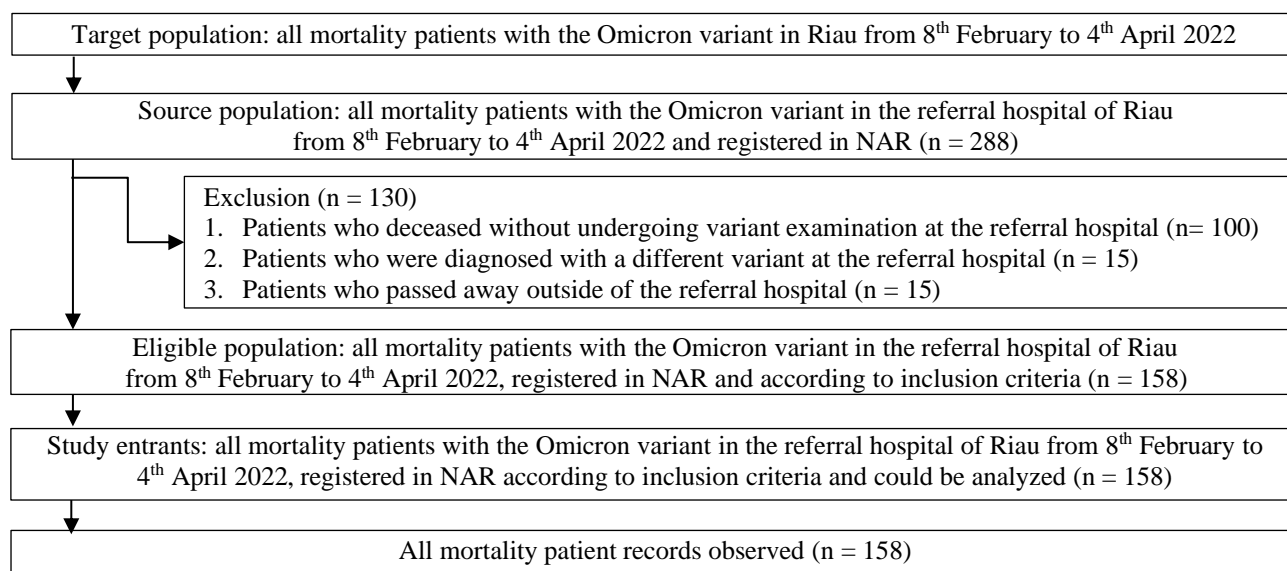 Target population: all mortality patients with the Omicron variant in Riau from 8th February to 4th April 2022
Source population: all mortality patients with the Omicron variant in the referral hospital of Riau
from 8th February to 4th April 2022 and registered in NAR (n = 288)
Exclusion (n = 130)
1. Patients who deceased without undergoing variant examination at the referral hospital (n= 100)
2. Patients who were diagnosed with a different variant at the referral hospital (n = 15)
3. Patients who passed away outside of the referral hospital (n = 15)
Eligible population: all mortality patients with the Omicron variant in the referral hospital of Riau
from 8th February to 4th April 2022, registered in NAR and according to inclusion criteria (n = 158)
Study entrants: all mortality patients with the Omicron variant in the referral hospital of Riau from 8th February to
4th April 2022, registered in NAR according to inclusion criteria and could be analyzed (n = 158)
All mortality patient records observed (n = 158)